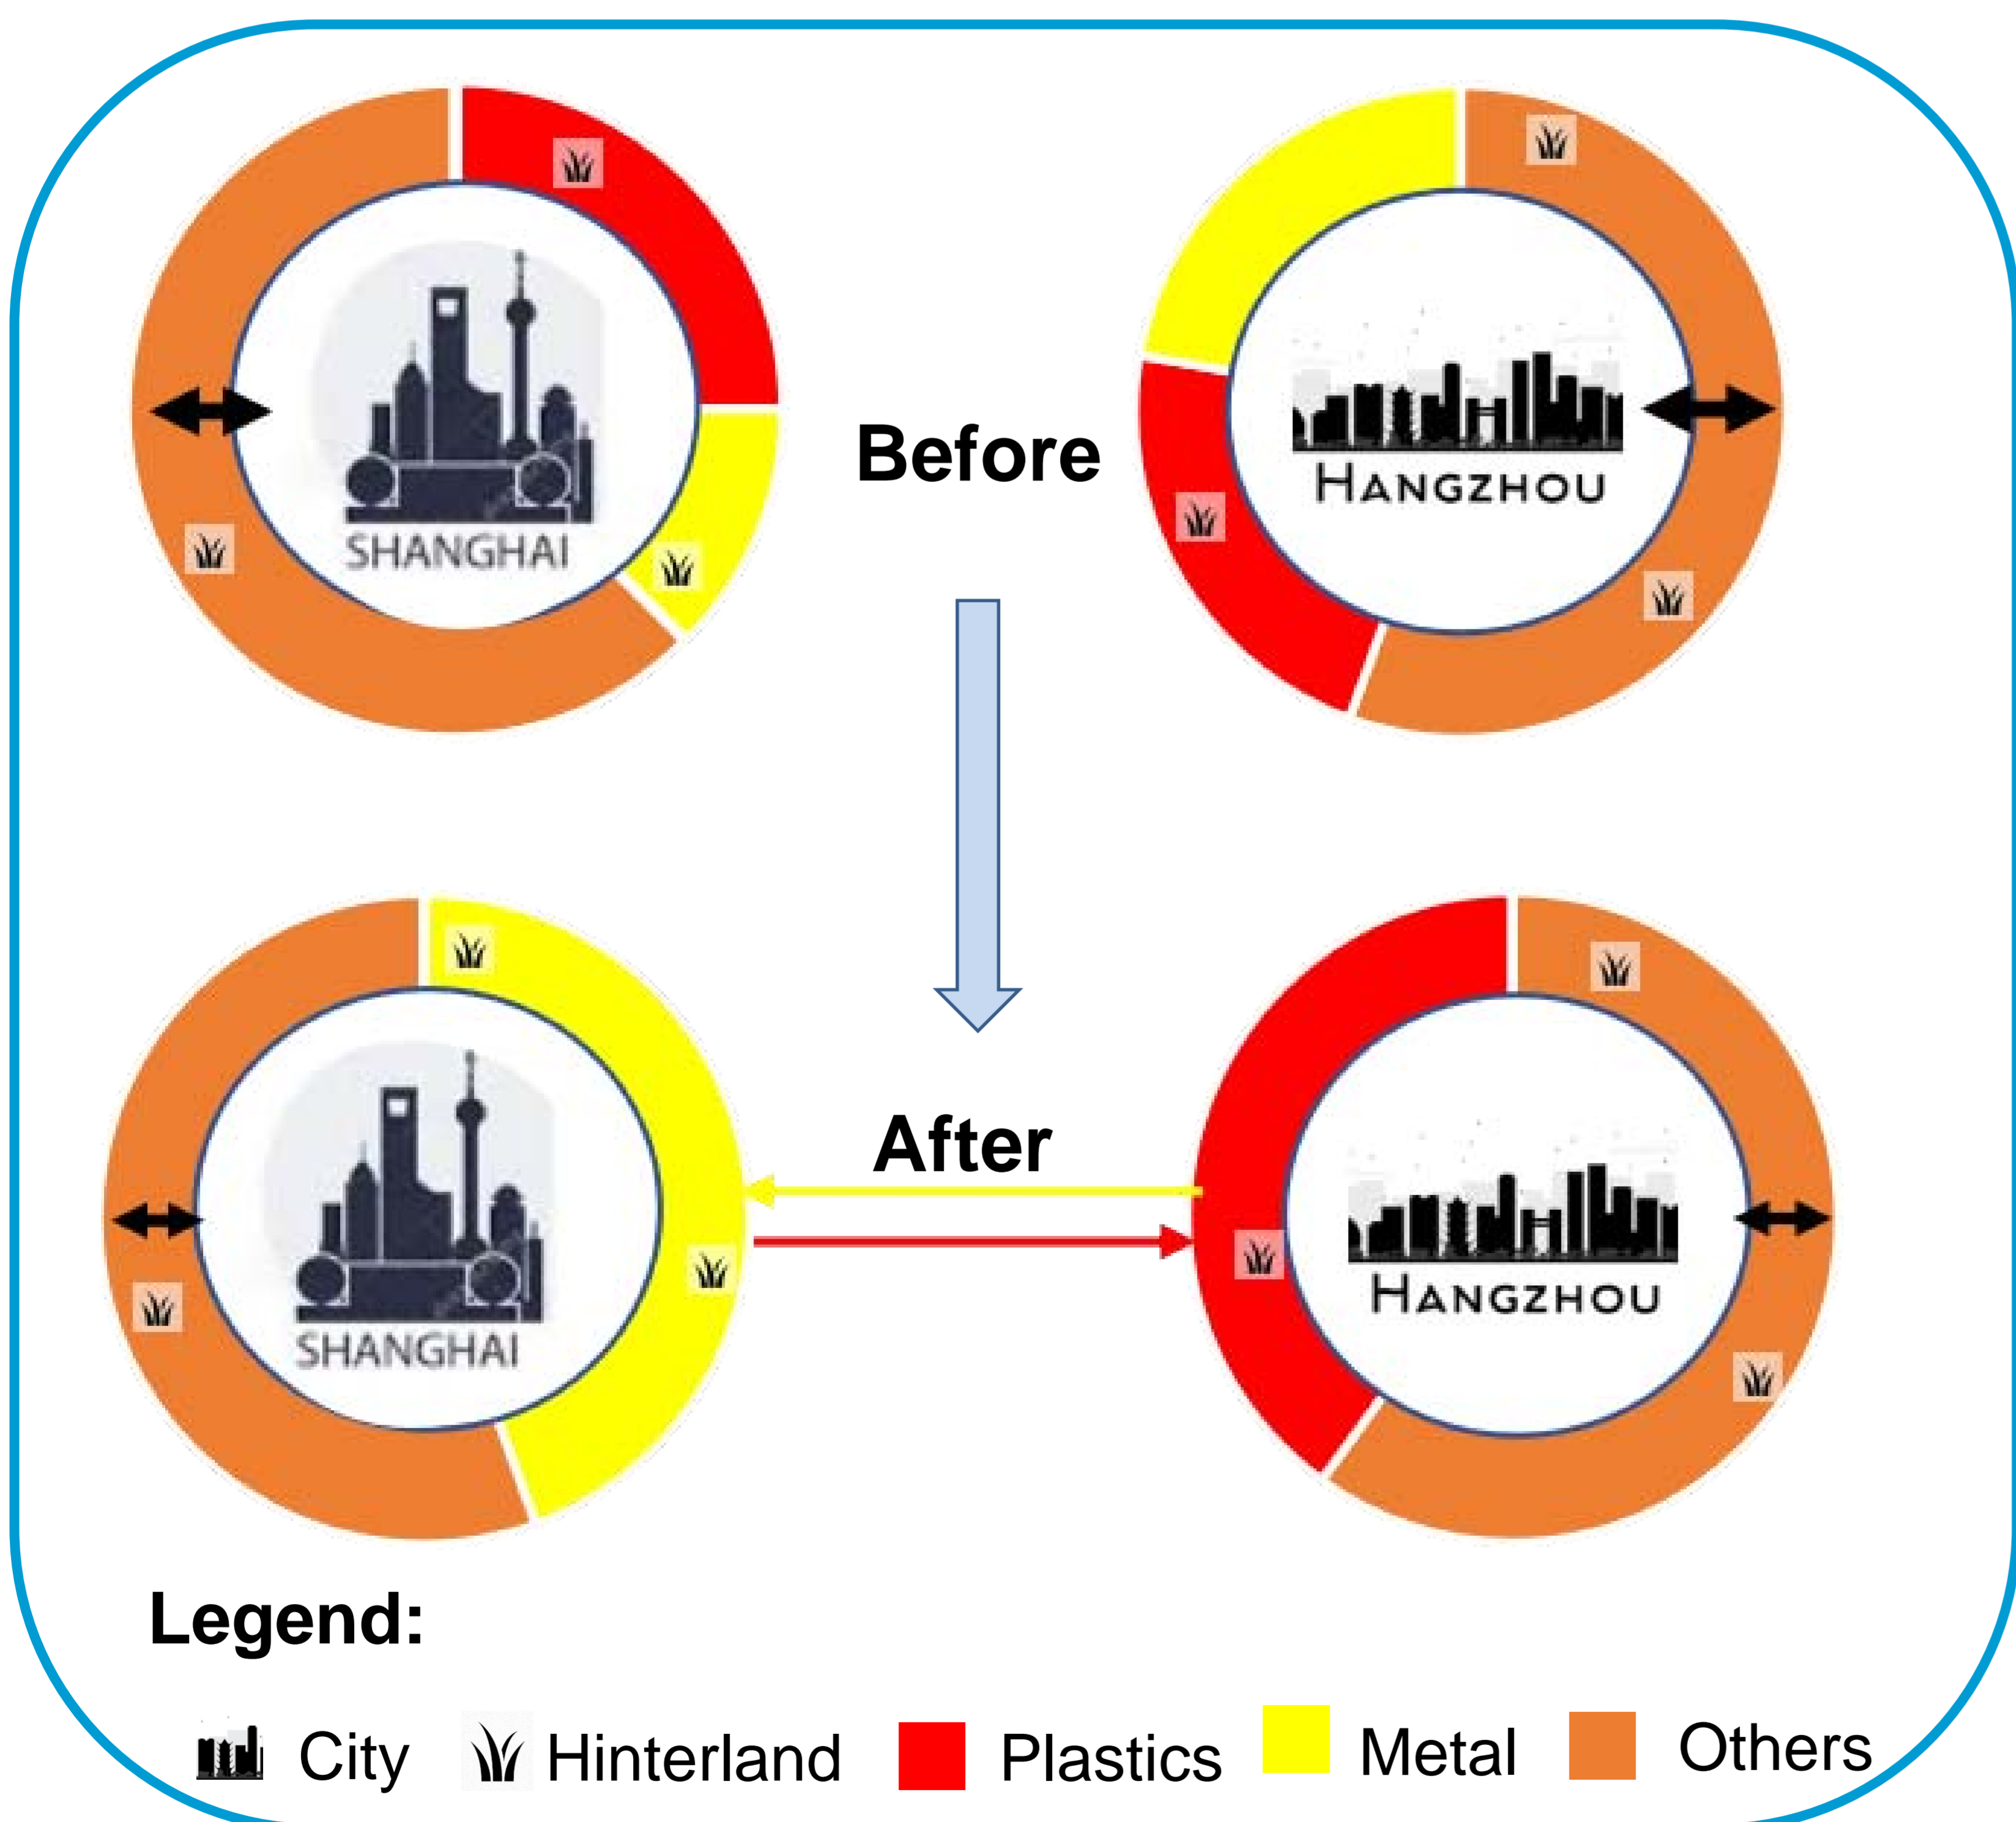 SHANGHAI
Before
HANGZHOU
After
SHANGHAI
HANGZHOU
Legend:
City
Hinterland
Plastics
Metal
Others